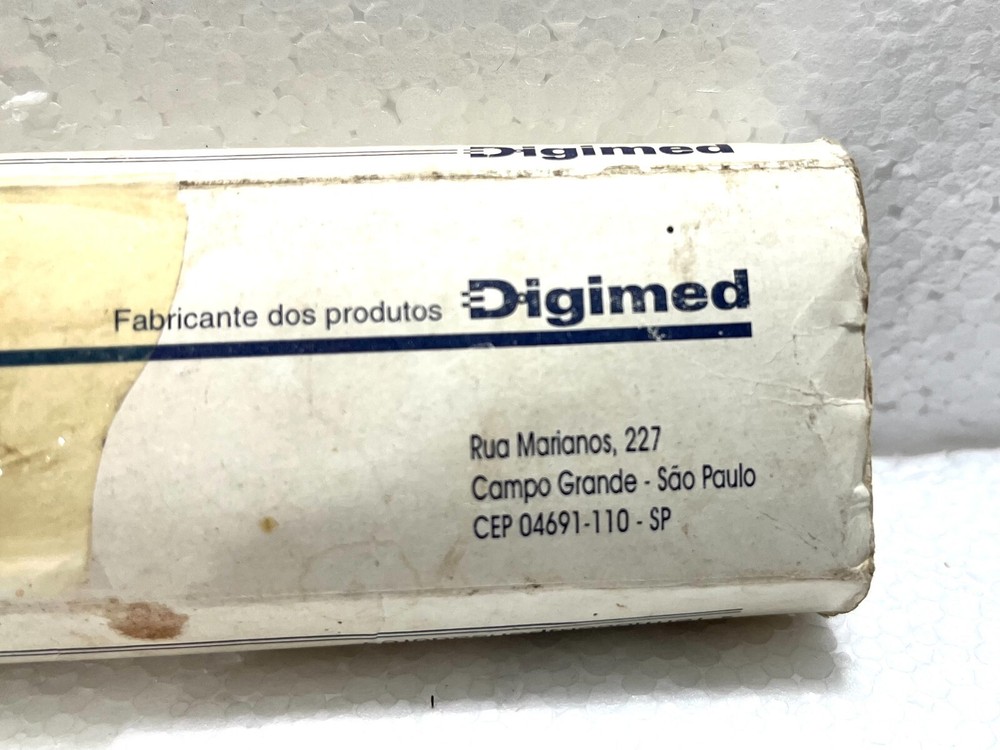 Digimed
Fabricante dos produtos Digimed
Rua Marianos, 227
Campo Grande - São Paulo
CEP 04691-110 - SP